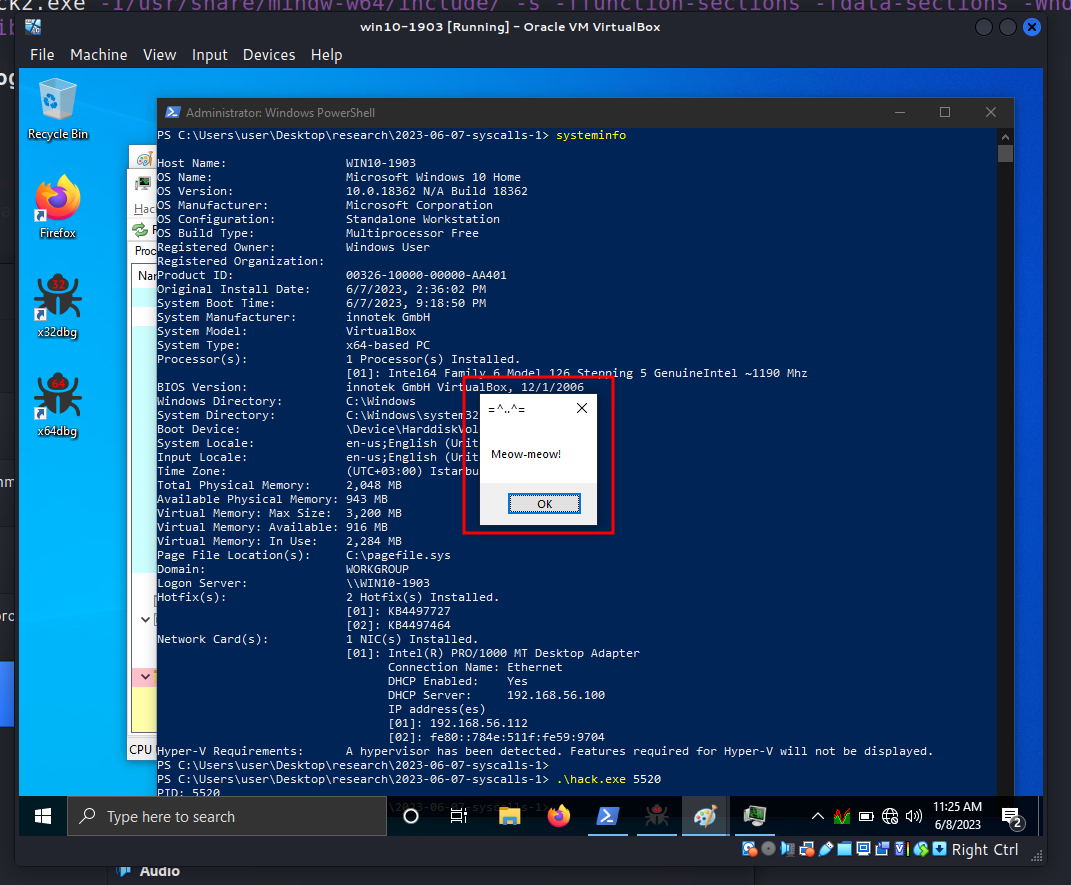 ck2.exe -I/usr/share/mingw-w64/include/ -s -ffunction-sections -fdata-sections -Wno
win10-1903 [Running] - Oracle VM VirtualBox
File Machine View Input Devices Help
Recycle Bin
Firefox
x32dbg
x64dbg
Administrator: Windows PowerShell
PS C:\Users\user\Desktop\research\2023-06-07-syscalls-1> systeminfo
Host Name: WIN10-1903
OS Name: Microsoft Windows 10 Home
OS Version: 10.0.18362 N/A Build 18362
OS Manufacturer: Microsoft Corporation
OS Configuration: Standalone Workstation
OS Build Type: Multiprocessor Free
Registered Owner: Windows User
Registered Organization:
Product ID: 00326-10000-00000-AA401
Original Install Date: 6/7/2023, 2:36:02 PM
System Boot Time: 6/7/2023, 9:18:50 PM
System Manufacturer: innotek GmbH
System Model: VirtualBox
System Type: x64-based PC
Processor(s): 1 Processor(s) Installed.
[01]: Intel64 Family 6 Model 126 Stepping 5 GenuineIntel ~1190 Mhz
BIOS Version: innotek GmbH VirtualBox, 12/1/2006
Windows Directory: C:\Windows
System Directory: C:\Windows\system32
Boot Device: \Device\HarddiskVol
System Locale: en-us;English (Unit
Input Locale: en-us;English (Unit
Time Zone: (UTC+03:00) Istanbu
Total Physical Memory: 2,048 MB
Available Physical Memory: 943 MB
Virtual Memory: Max Size: 3,200 MB
Virtual Memory: Available: 916 MB
Virtual Memory: In Use: 2,284 MB
Page File Location(s): C:\pagefile.sys
Domain: WORKGROUP
Logon Server: \\WIN10-1903
Hotfix(s): 2 Hotfix(s) Installed.
[01]: KB4497727
[02]: KB4497464
Network Card(s): 1 NIC(s) Installed.
[01]: Intel(R) PRO/1000 MT Desktop Adapter
Connection Name: Ethernet
DHCP Enabled: Yes
DHCP Server: 192.168.56.100
IP address(es)
[01]: 192.168.56.112
[02]: fe80::784e:511f:fe59:9704
Hyper-V Requirements: A hypervisor has been detected. Features required for Hyper-V will not be displayed.
PS C:\Users\user\Desktop\research\2023-06-07-syscalls-1>
PS C:\Users\user\Desktop\research\2023-06-07-syscalls-1> .\hack.exe 5520
PID: 5520
=^..^=
Meow-meow!
OK
Hac
Proc
Nar
CPU
Type here to search
11:25 AM
6/8/2023
2
Right Ctrl
Audio